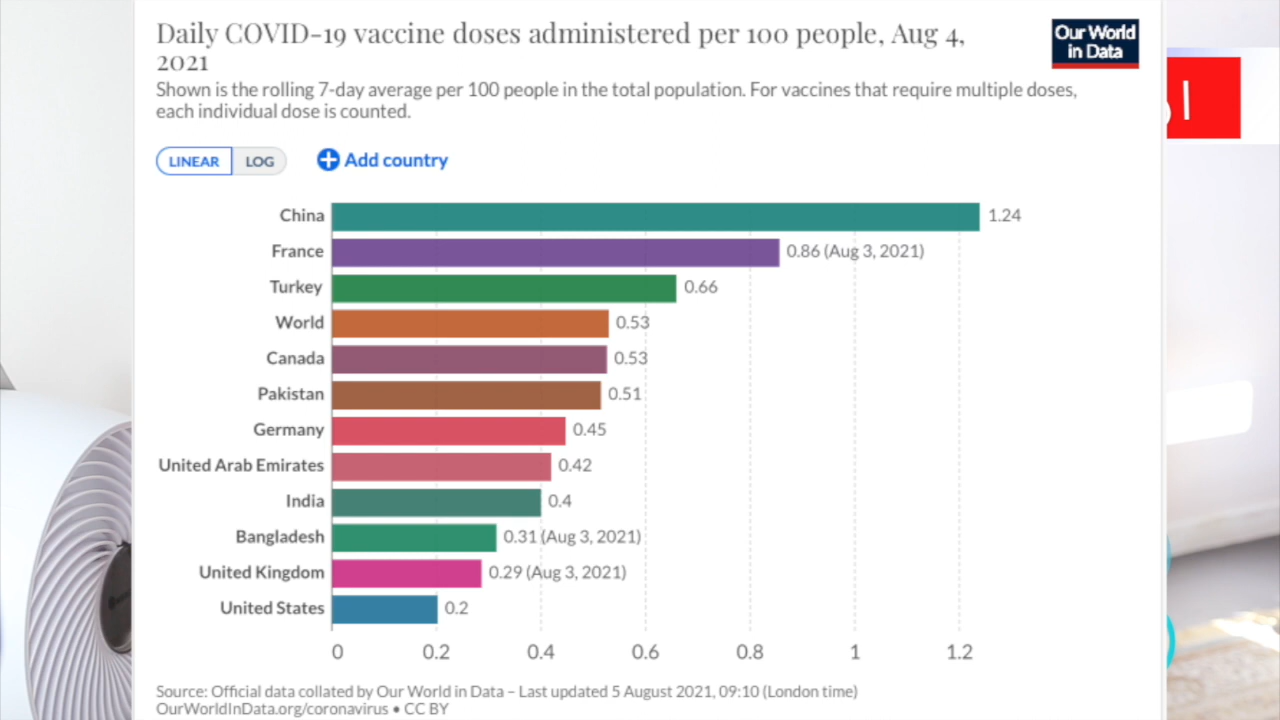 Daily COVID-19 vaccine doses administered per 100 people, Aug 4,
2021
Our World
in Data
Shown is the rolling 7-day average per 100 people in the total population. For vaccines that require multiple doses,
each individual dose is counted.
LINEAR LOG Add country
China 1.24
France 0.86 (Aug 3, 2021)
Turkey 0.66
World 0.53
Canada 0.53
Pakistan 0.51
Germany 0.45
United Arab Emirates 0.42
India 0.4
Bangladesh 0.31 (Aug 3, 2021)
United Kingdom 0.29 (Aug 3, 2021)
United States 0.2
0 0.2 0.4 0.6 0.8 1 1.2
Source: Official data collated by Our World in Data – Last updated 5 August 2021, 09:10 (London time)
OurWorldInData.org/coronavirus • CC BY